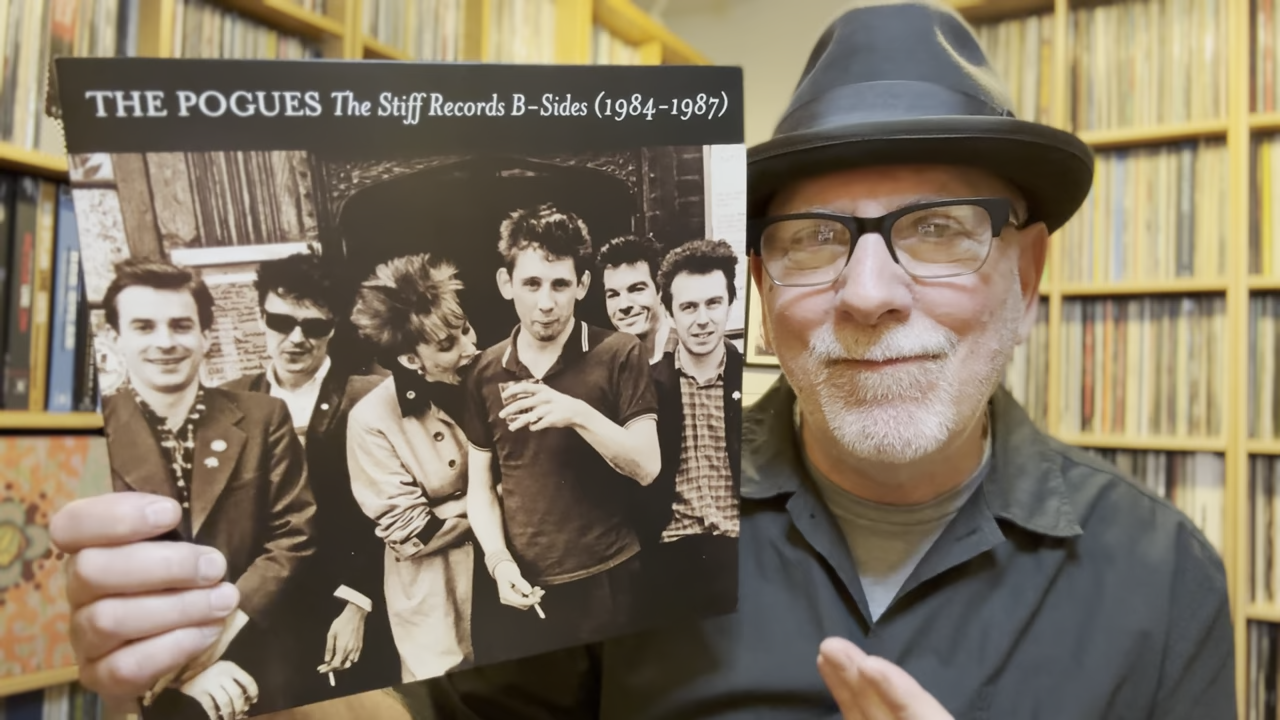 THE POGUES The Stiff Records B-Sides (1984-1987)